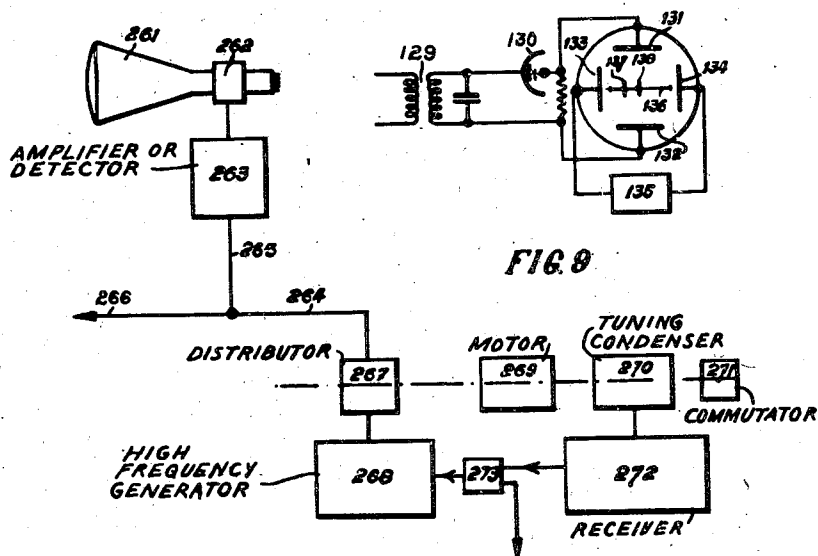 261
262
AMPLIFIER OR
DETECTOR
263
265
266
264
129
130
131
133
137
138
134
136
132
135
FIG. 9
DISTRIBUTOR
267
MOTOR
269
TUNING
CONDENSER
270
271
COMMUTATOR
HIGH
FREQUENCY
GENERATOR
268
273
272
RECEIVER